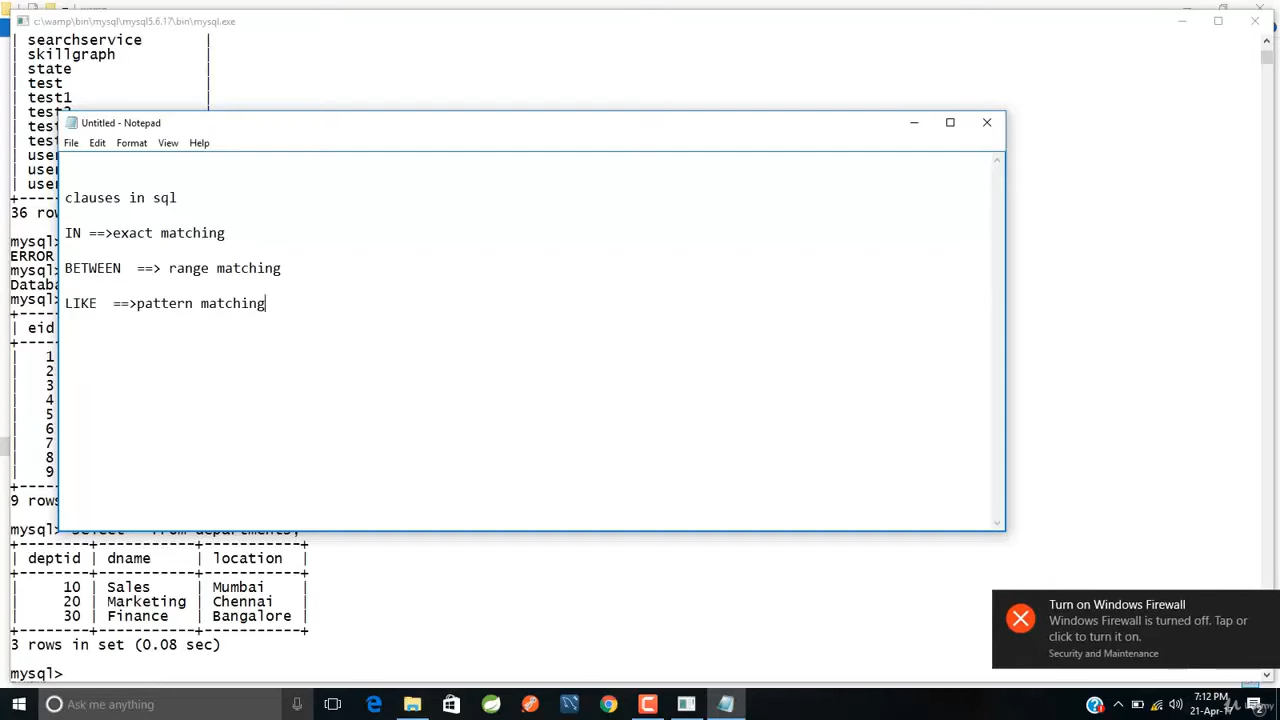 c:\wamp\bin\mysql\mysql5.6.17\bin\mysql.exe
| searchservice |
| skillgraph |
| state |
| test |
| test1 |
Untitled - Notepad
File Edit Format View Help
clauses in sql
IN ==>exact matching
BETWEEN ==> range matching
LIKE ==>pattern matching
36 row
mysql>
ERROR
mysql>
Databa
mysql>
| eid
| 1
| 2
| 3
| 4
| 5
| 6
| 7
| 8
| 9
9 rows
mysql> select from departments;
+--------+-----------+-----------+
| deptid | dname | location |
+--------+-----------+-----------+
| 10 | Sales | Mumbai |
| 20 | Marketing | Chennai |
| 30 | Finance | Bangalore |
+--------+-----------+-----------+
3 rows in set (0.08 sec)
mysql>
Turn on Windows Firewall
Windows Firewall is turned off. Tap or
click to turn it on.
Security and Maintenance
Ask me anything
7:12 PM
21-Apr-